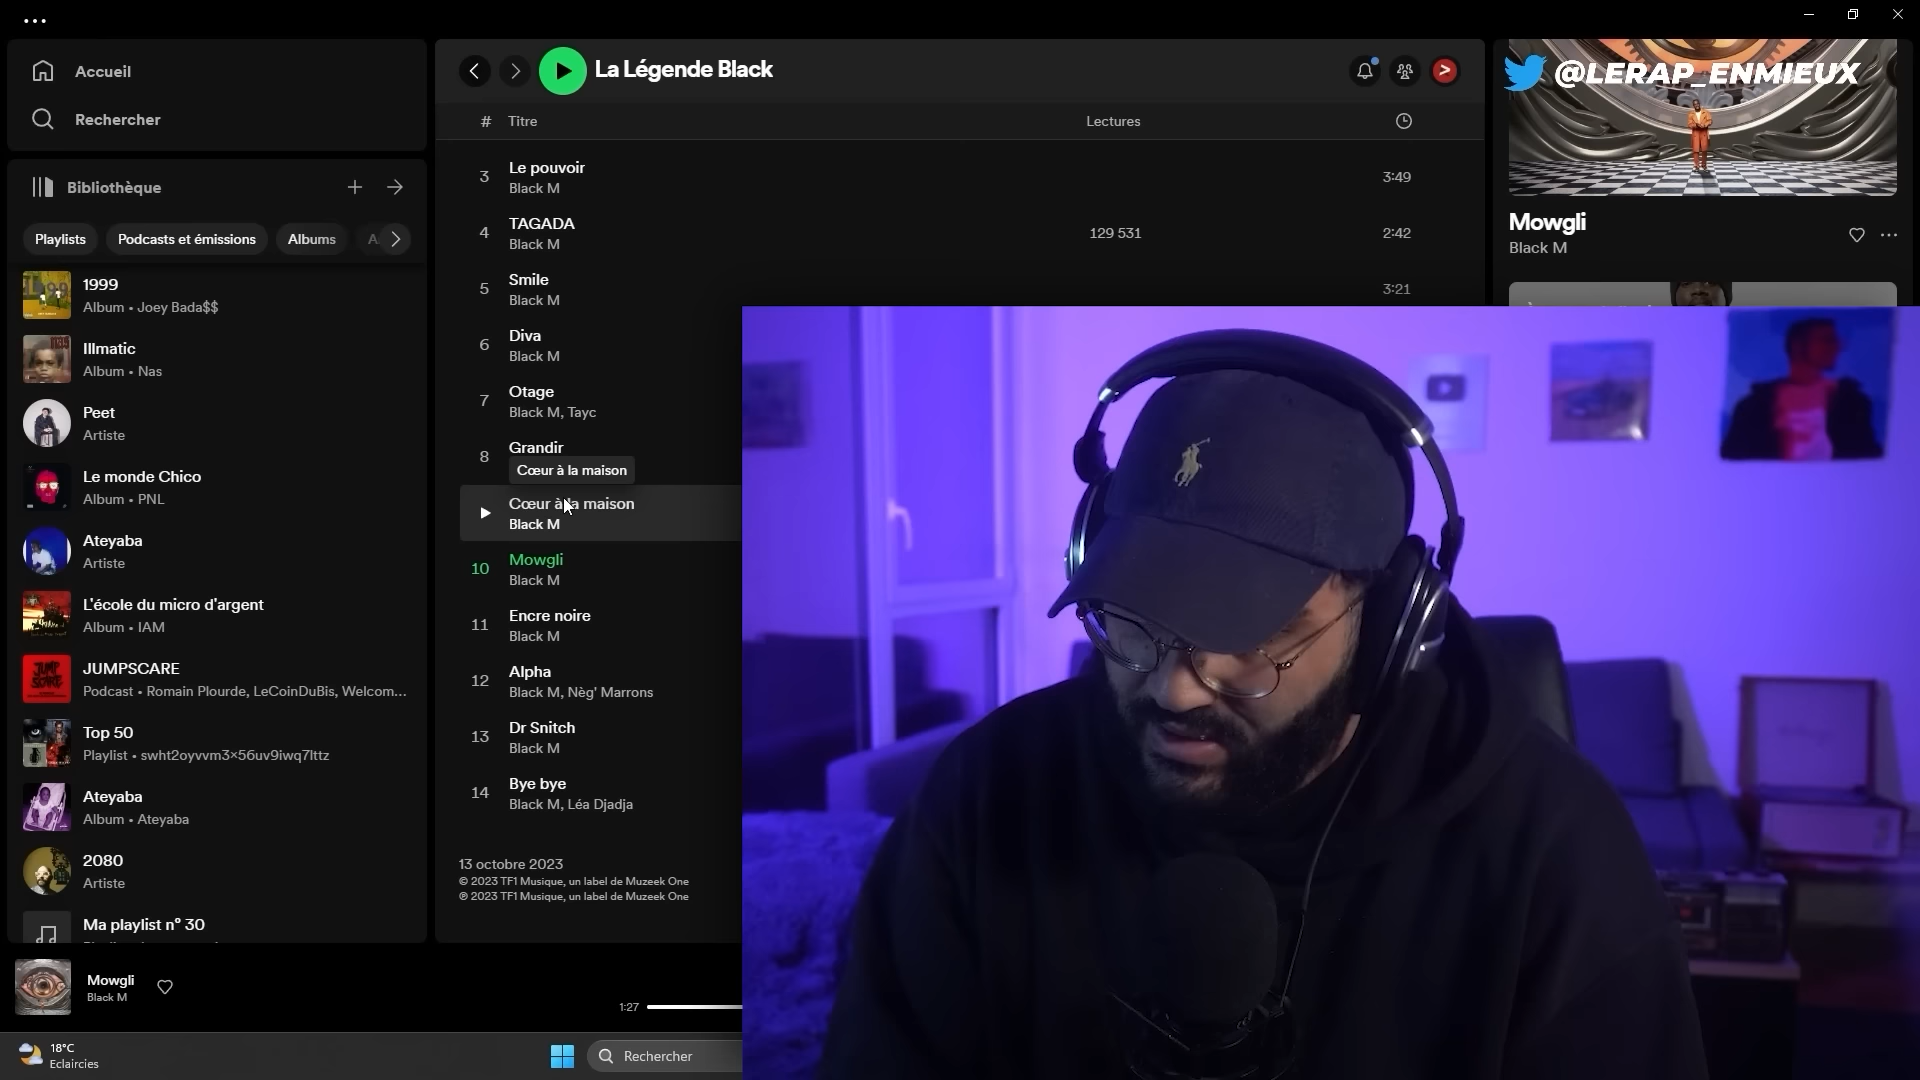 Accueil
Rechercher
Bibliothèque
Playlists
Podcasts et émissions
Albums
1999
Album • Joey Bada$$
Illmatic
Album • Nas
Peet
Artiste
Le monde Chico
Album • PNL
Ateyaba
Artiste
L'école du micro d'argent
Album • IAM
JUMPSCARE
Podcast • Romain Plourde, LeCoinDuBis, Welcom...
Top 50
Playlist • swht2oyvvm3x56uv9iwq7lttz
Ateyaba
Album • Ateyaba
2080
Artiste
Ma playlist n° 30
La Légende Black
# Titre Lectures
3 Le pouvoir 3:49
Black M
4 TAGADA 129 531 2:42
Black M
5 Smile 3:21
Black M
6 Diva
Black M
7 Otage
Black M, Tayc
8 Grandir
Cœur à la maison
Cœur à la maison
Black M
10 Mowgli
Black M
11 Encre noire
Black M
12 Alpha
Black M, Nèg' Marrons
13 Dr Snitch
Black M
14 Bye bye
Black M, Léa Djadja
13 octobre 2023
© 2023 TF1 Musique, un label de Muzeek One
℗ 2023 TF1 Musique, un label de Muzeek One
@LERAP_ENMIEUX
Mowgli
Black M
Mowgli
Black M
1:27
18°C
Eclaircies
Rechercher